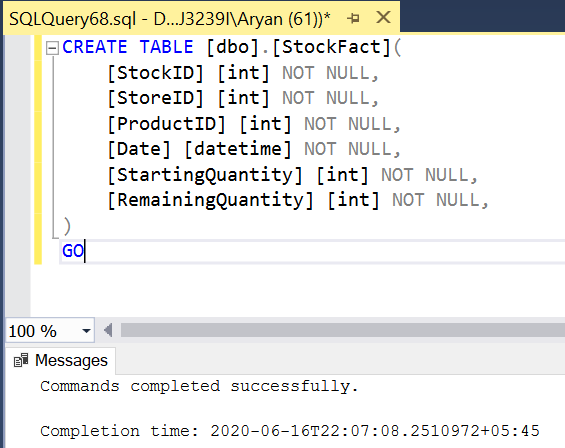 SQLQuery68.sql - D...J3239I\Aryan (61))*
CREATE TABLE [dbo].[StockFact](
[StockID] [int] NOT NULL,
[StoreID] [int] NOT NULL,
[ProductID] [int] NOT NULL,
[Date] [datetime] NOT NULL,
[StartingQuantity] [int] NOT NULL,
[RemainingQuantity] [int] NOT NULL,
)
GO
100 %
Messages
Commands completed successfully.
Completion time: 2020-06-16T22:07:08.2510972+05:45